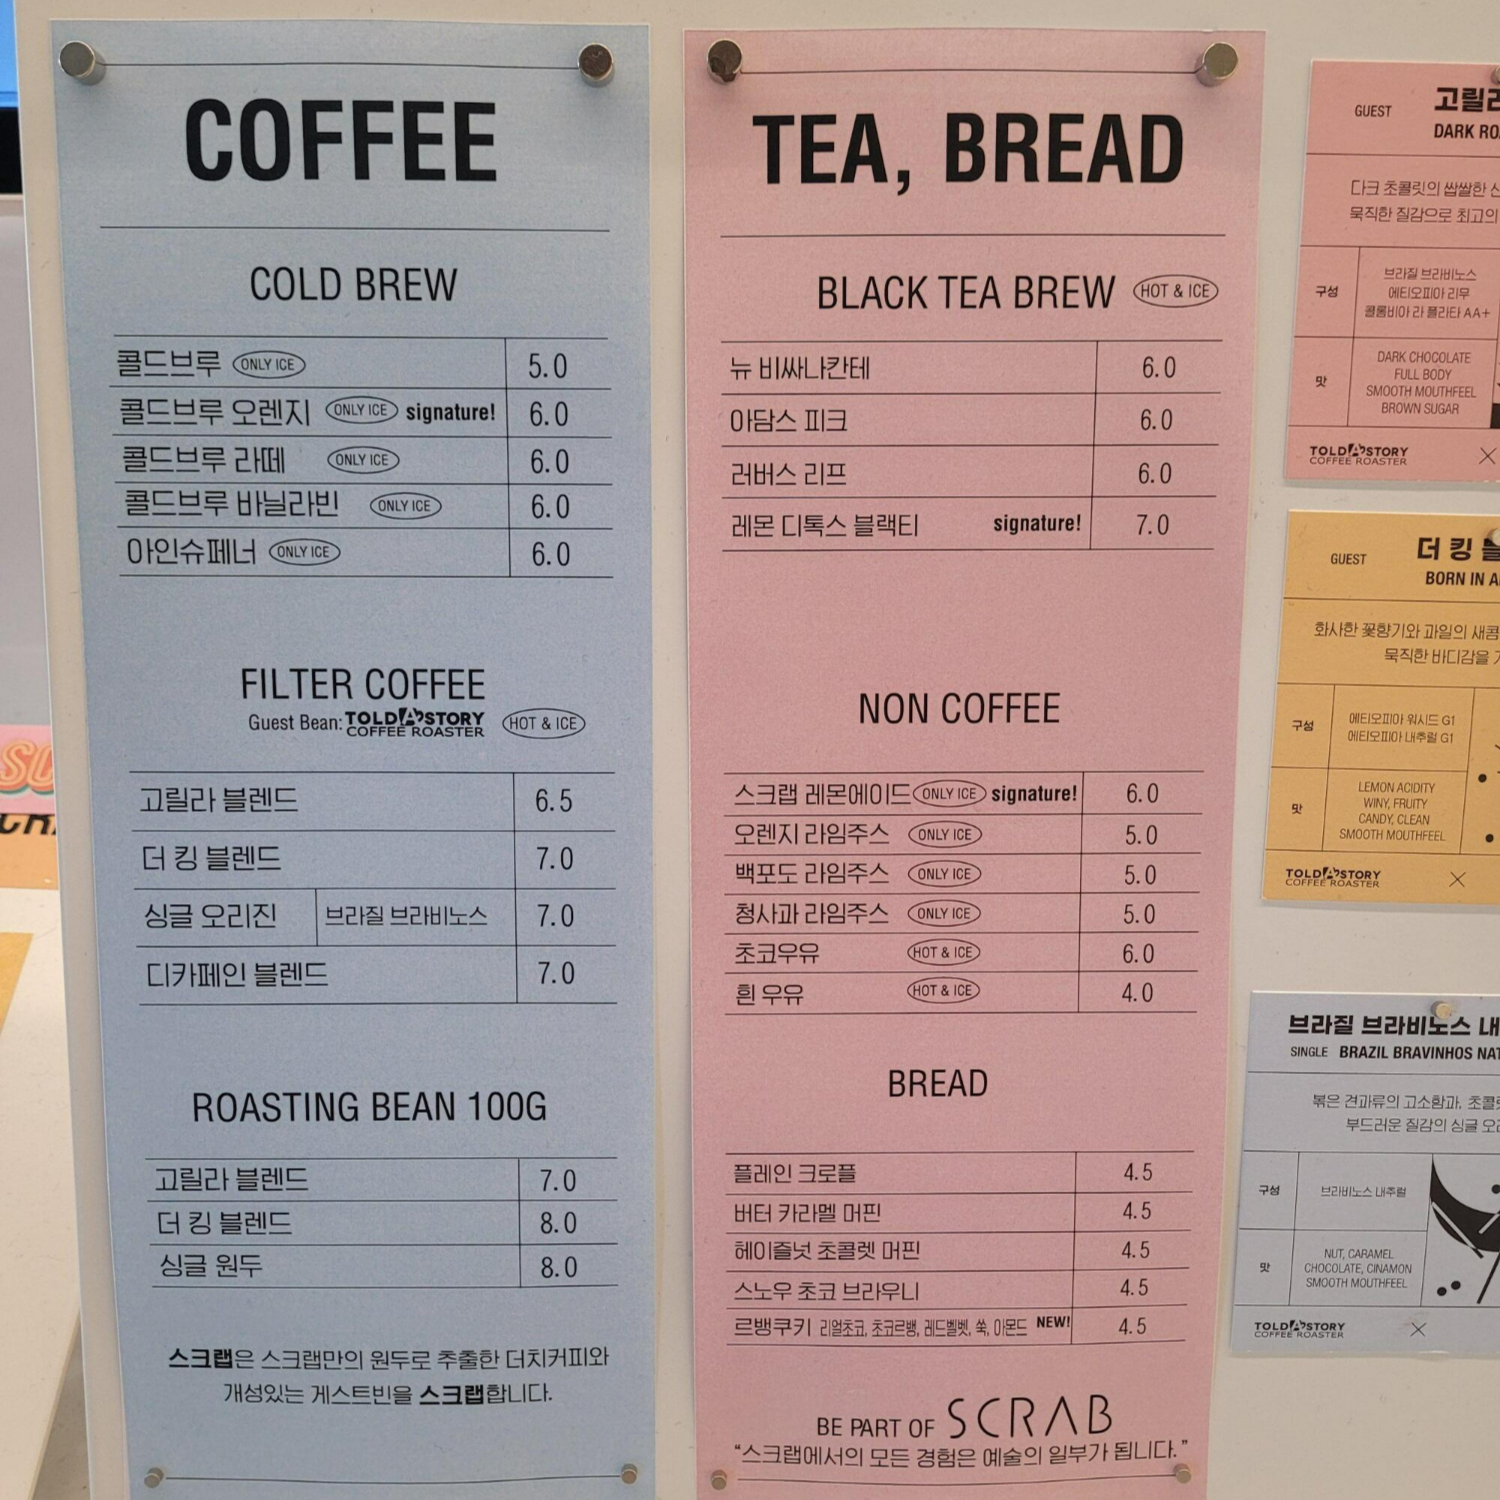 COFFEE
COLD BREW
콜드브루 ONLY ICE 5.0
콜드브루 오렌지 ONLY ICE signature! 6.0
콜드브루 라떼 ONLY ICE 6.0
콜드브루 바닐라빈 ONLY ICE 6.0
아인슈페너 ONLY ICE 6.0
FILTER COFFEE
Guest Bean: TOLD A STORY COFFEE ROASTER HOT & ICE
고릴라 블렌드 6.5
더 킹 블렌드 7.0
싱글 오리진 브라질 브라비노스 7.0
디카페인 블렌드 7.0
ROASTING BEAN 100G
고릴라 블렌드 7.0
더 킹 블렌드 8.0
싱글 원두 8.0
스크랩은 스크랩만의 원두로 추출한 더치커피와
개성있는 게스트빈을 스크랩합니다.
TEA, BREAD
BLACK TEA BREW HOT & ICE
뉴 비싸나칸테 6.0
아담스 피크 6.0
러버스 리프 6.0
레몬 디톡스 블랙티 signature! 7.0
NON COFFEE
스크랩 레몬에이드 ONLY ICE signature! 6.0
오렌지 라임주스 ONLY ICE 5.0
백포도 라임주스 ONLY ICE 5.0
청사과 라임주스 ONLY ICE 5.0
초코우유 HOT & ICE 6.0
흰 우유 HOT & ICE 4.0
BREAD
플레인 크로플 4.5
버터 카라멜 머핀 4.5
헤이즐넛 초콜렛 머핀 4.5
스노우 초코 브라우니 4.5
르뱅쿠키 리얼초코, 초코르뱅, 레드벨벳, 쑥, 아몬드 NEW! 4.5
BE PART OF SCRAB
“스크랩에서의 모든 경험은 예술의 일부가 됩니다.”
GUEST 고릴라
DARK
다크 초콜릿의 쌉쌀한
묵직한 질감으로 최고의
구성
브라질 브라비노스
에티오피아 리무
콜롬비아 라 플라타 AA+
맛
DARK CHOCOLATE
FULL BODY
SMOOTH MOUTHFEEL
BROWN SUGAR
TOLD A STORY
COFFEE ROASTER
GUEST 더 킹
BORN IN
화사한 꽃향기와 과일의
묵직한 바디감을
구성
에티오피아 워시드 G1
에티오피아 내추럴 G1
맛
LEMON ACIDITY
WINY, FRUITY
CANDY, CLEAN
SMOOTH MOUTHFEEL
TOLD A STORY
COFFEE ROASTER
브라질 브라비노스
SINGLE BRAZIL BRAVINHOS
볶은 견과류의 고소함과,
부드러운 질감의 싱글
구성
브라비노스 내추럴
맛
NUT, CARAMEL
CHOCOLATE, CINAMON
SMOOTH MOUTHFEEL
TOLD A STORY
COFFEE ROASTER